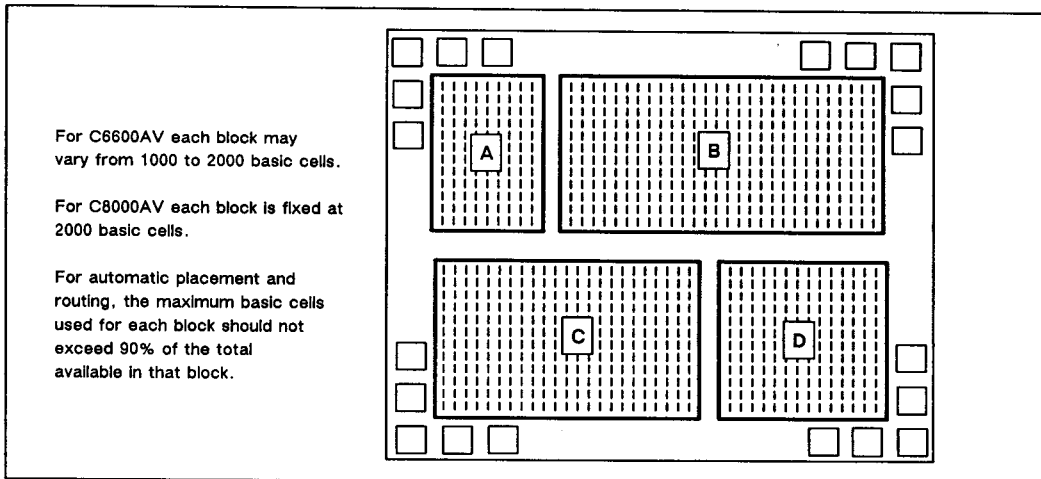 For C6600AV each block may
vary from 1000 to 2000 basic cells.
For C8000AV each block is fixed at
2000 basic cells.
For automatic placement and
routing, the maximum basic cells
used for each block should not
exceed 90% of the total
available in that block.
A
B
C
D